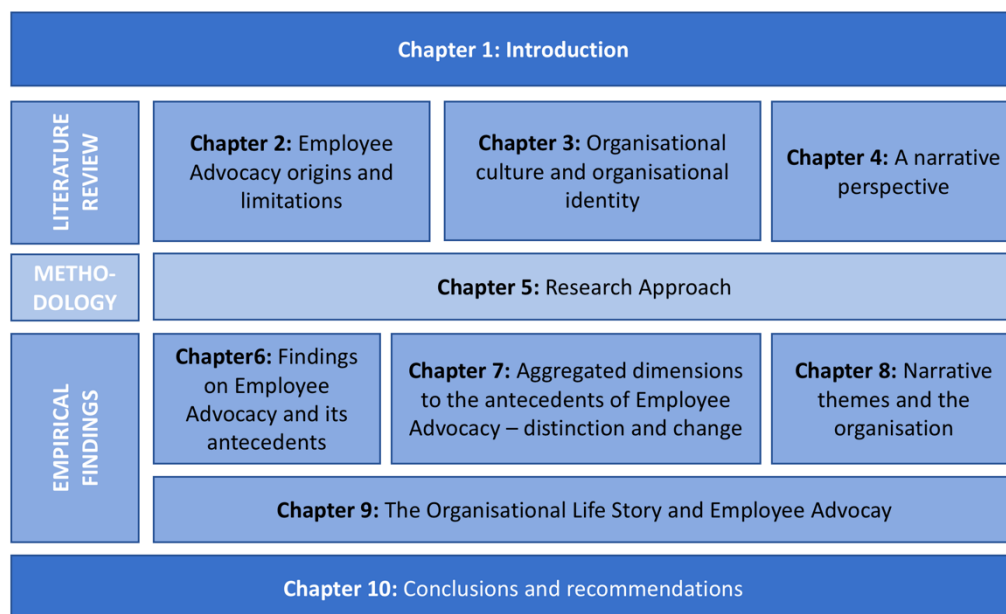 Chapter 1: Introduction
LITERATURE
REVIEW
Chapter 2: Employee
Advocacy origins and
limitations
Chapter 3: Organisational
culture and organisational
identity
Chapter 4: A narrative
perspective
METHO-
DOLOGY
Chapter 5: Research Approach
EMPIRICAL
FINDINGS
Chapter6: Findings
on Employee
Advocacy and its
antecedents
Chapter 7: Aggregated dimensions
to the antecedents of Employee
Advocacy – distinction and change
Chapter 8: Narrative
themes and the
organisation
Chapter 9: The Organisational Life Story and Employee Advocay
Chapter 10: Conclusions and recommendations